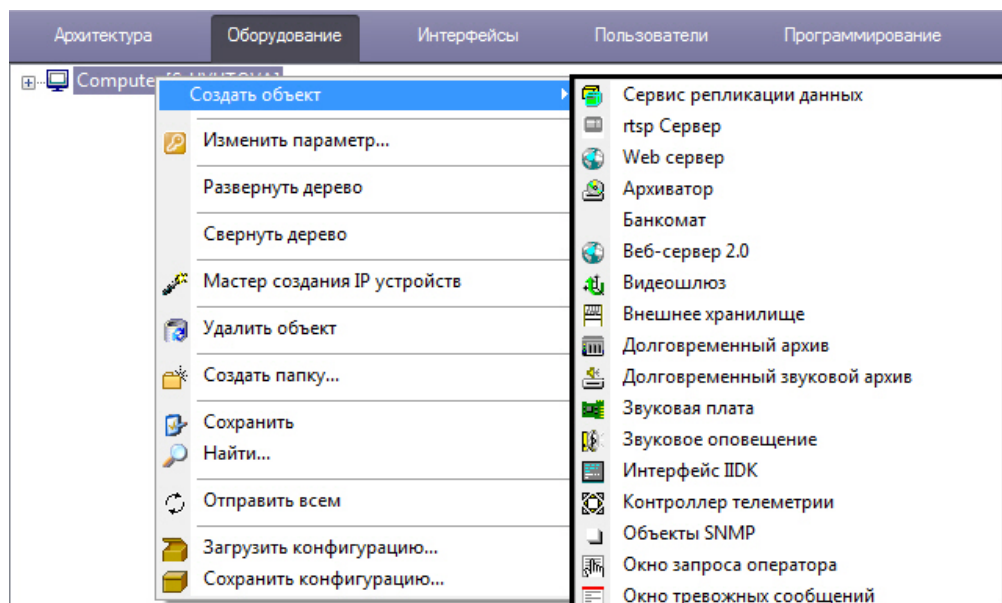 Архитектура Оборудование Интерфейсы Пользователи Программирование
Computer
Создать объект
Изменить параметр...
Развернуть дерево
Свернуть дерево
Мастер создания IP устройств
Удалить объект
Создать папку...
Сохранить
Найти...
Отправить всем
Загрузить конфигурацию...
Сохранить конфигурацию...
Сервис репликации данных
rtsp Сервер
Web сервер
Архиватор
Банкомат
Веб-сервер 2.0
Видеошлюз
Внешнее хранилище
Долговременный архив
Долговременный звуковой архив
Звуковая плата
Звуковое оповещение
Интерфейс IIDK
Контроллер телеметрии
Объекты SNMP
Окно запроса оператора
Окно тревожных сообщений